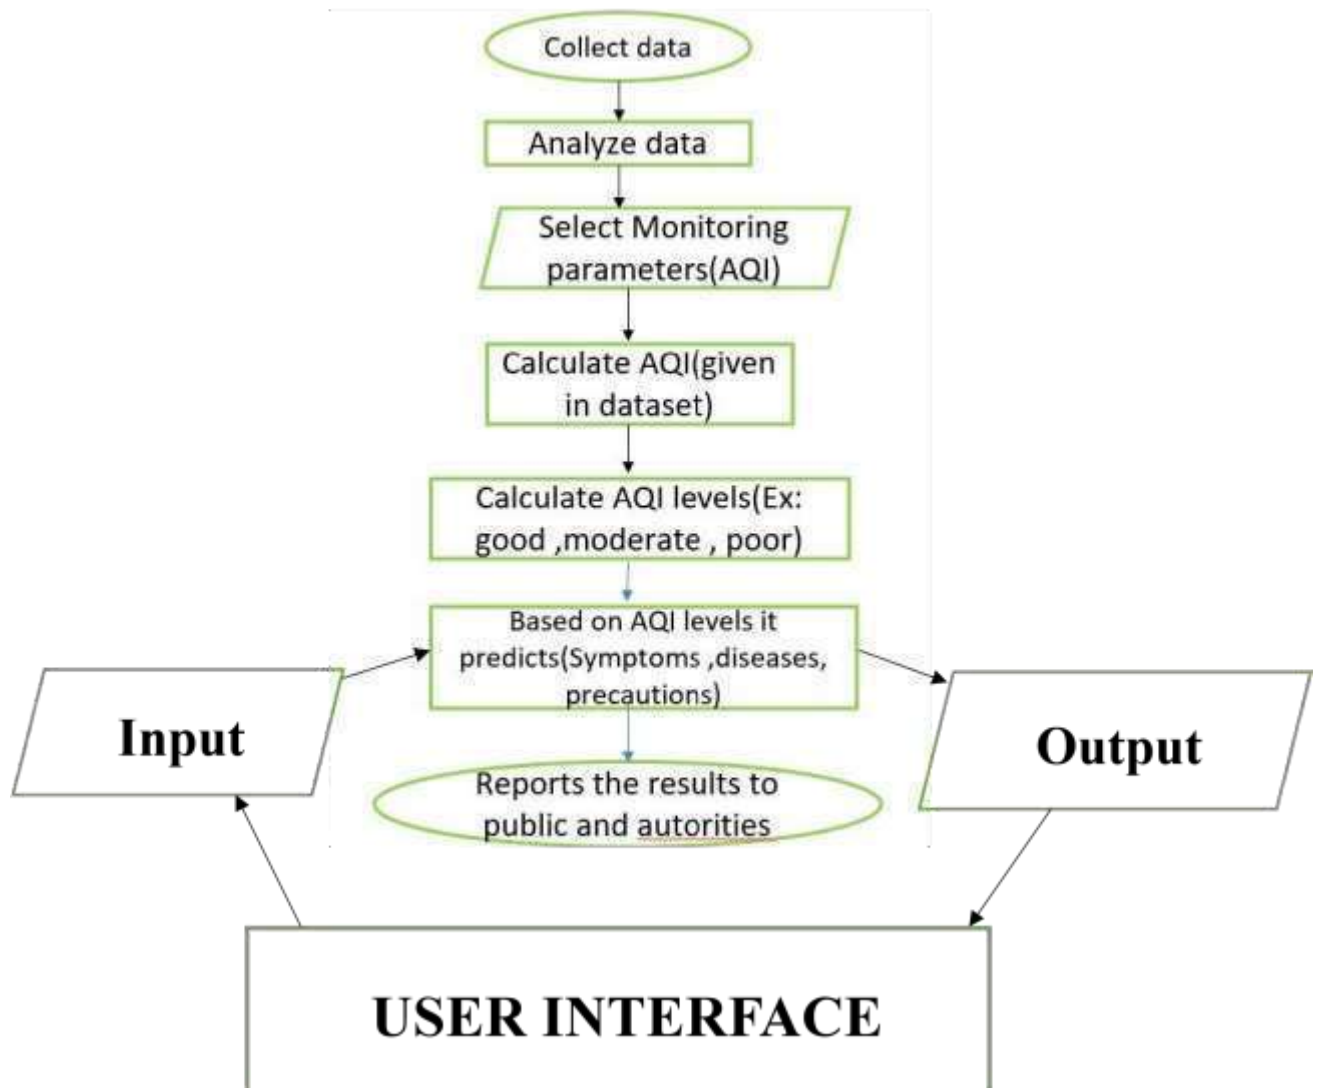 Collect data
Analyze data
Select Monitoring
parameters(AQI)
Calculate AQI(given
in dataset)
Calculate AQI levels(Ex:
good ,moderate , poor)
Based on AQI levels it
predicts(Symptoms ,diseases,
precautions)
Input
Output
Reports the results to
public and autorities
USER INTERFACE